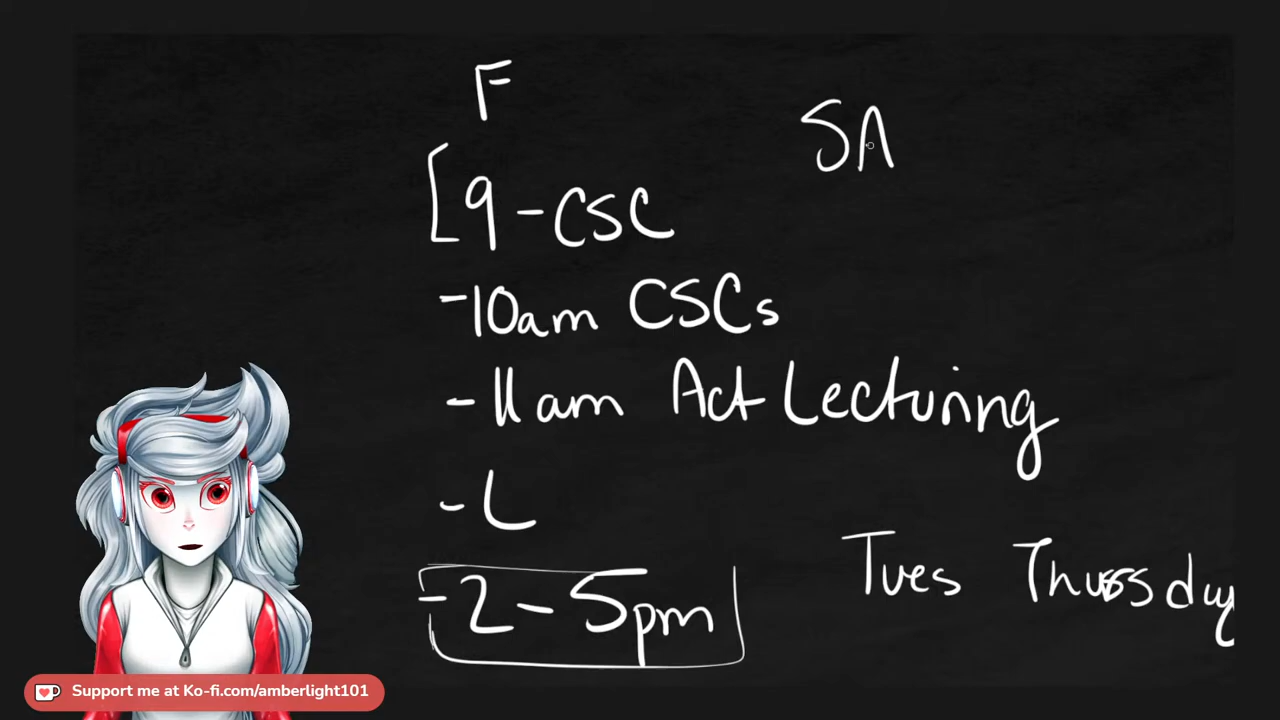 F
SA
[9 - CSC
-10am CSCs
-11am Act Lecturing
-L
-2-5pm
Tues Thursday
Support me at Ko-fi.com/amberlight101